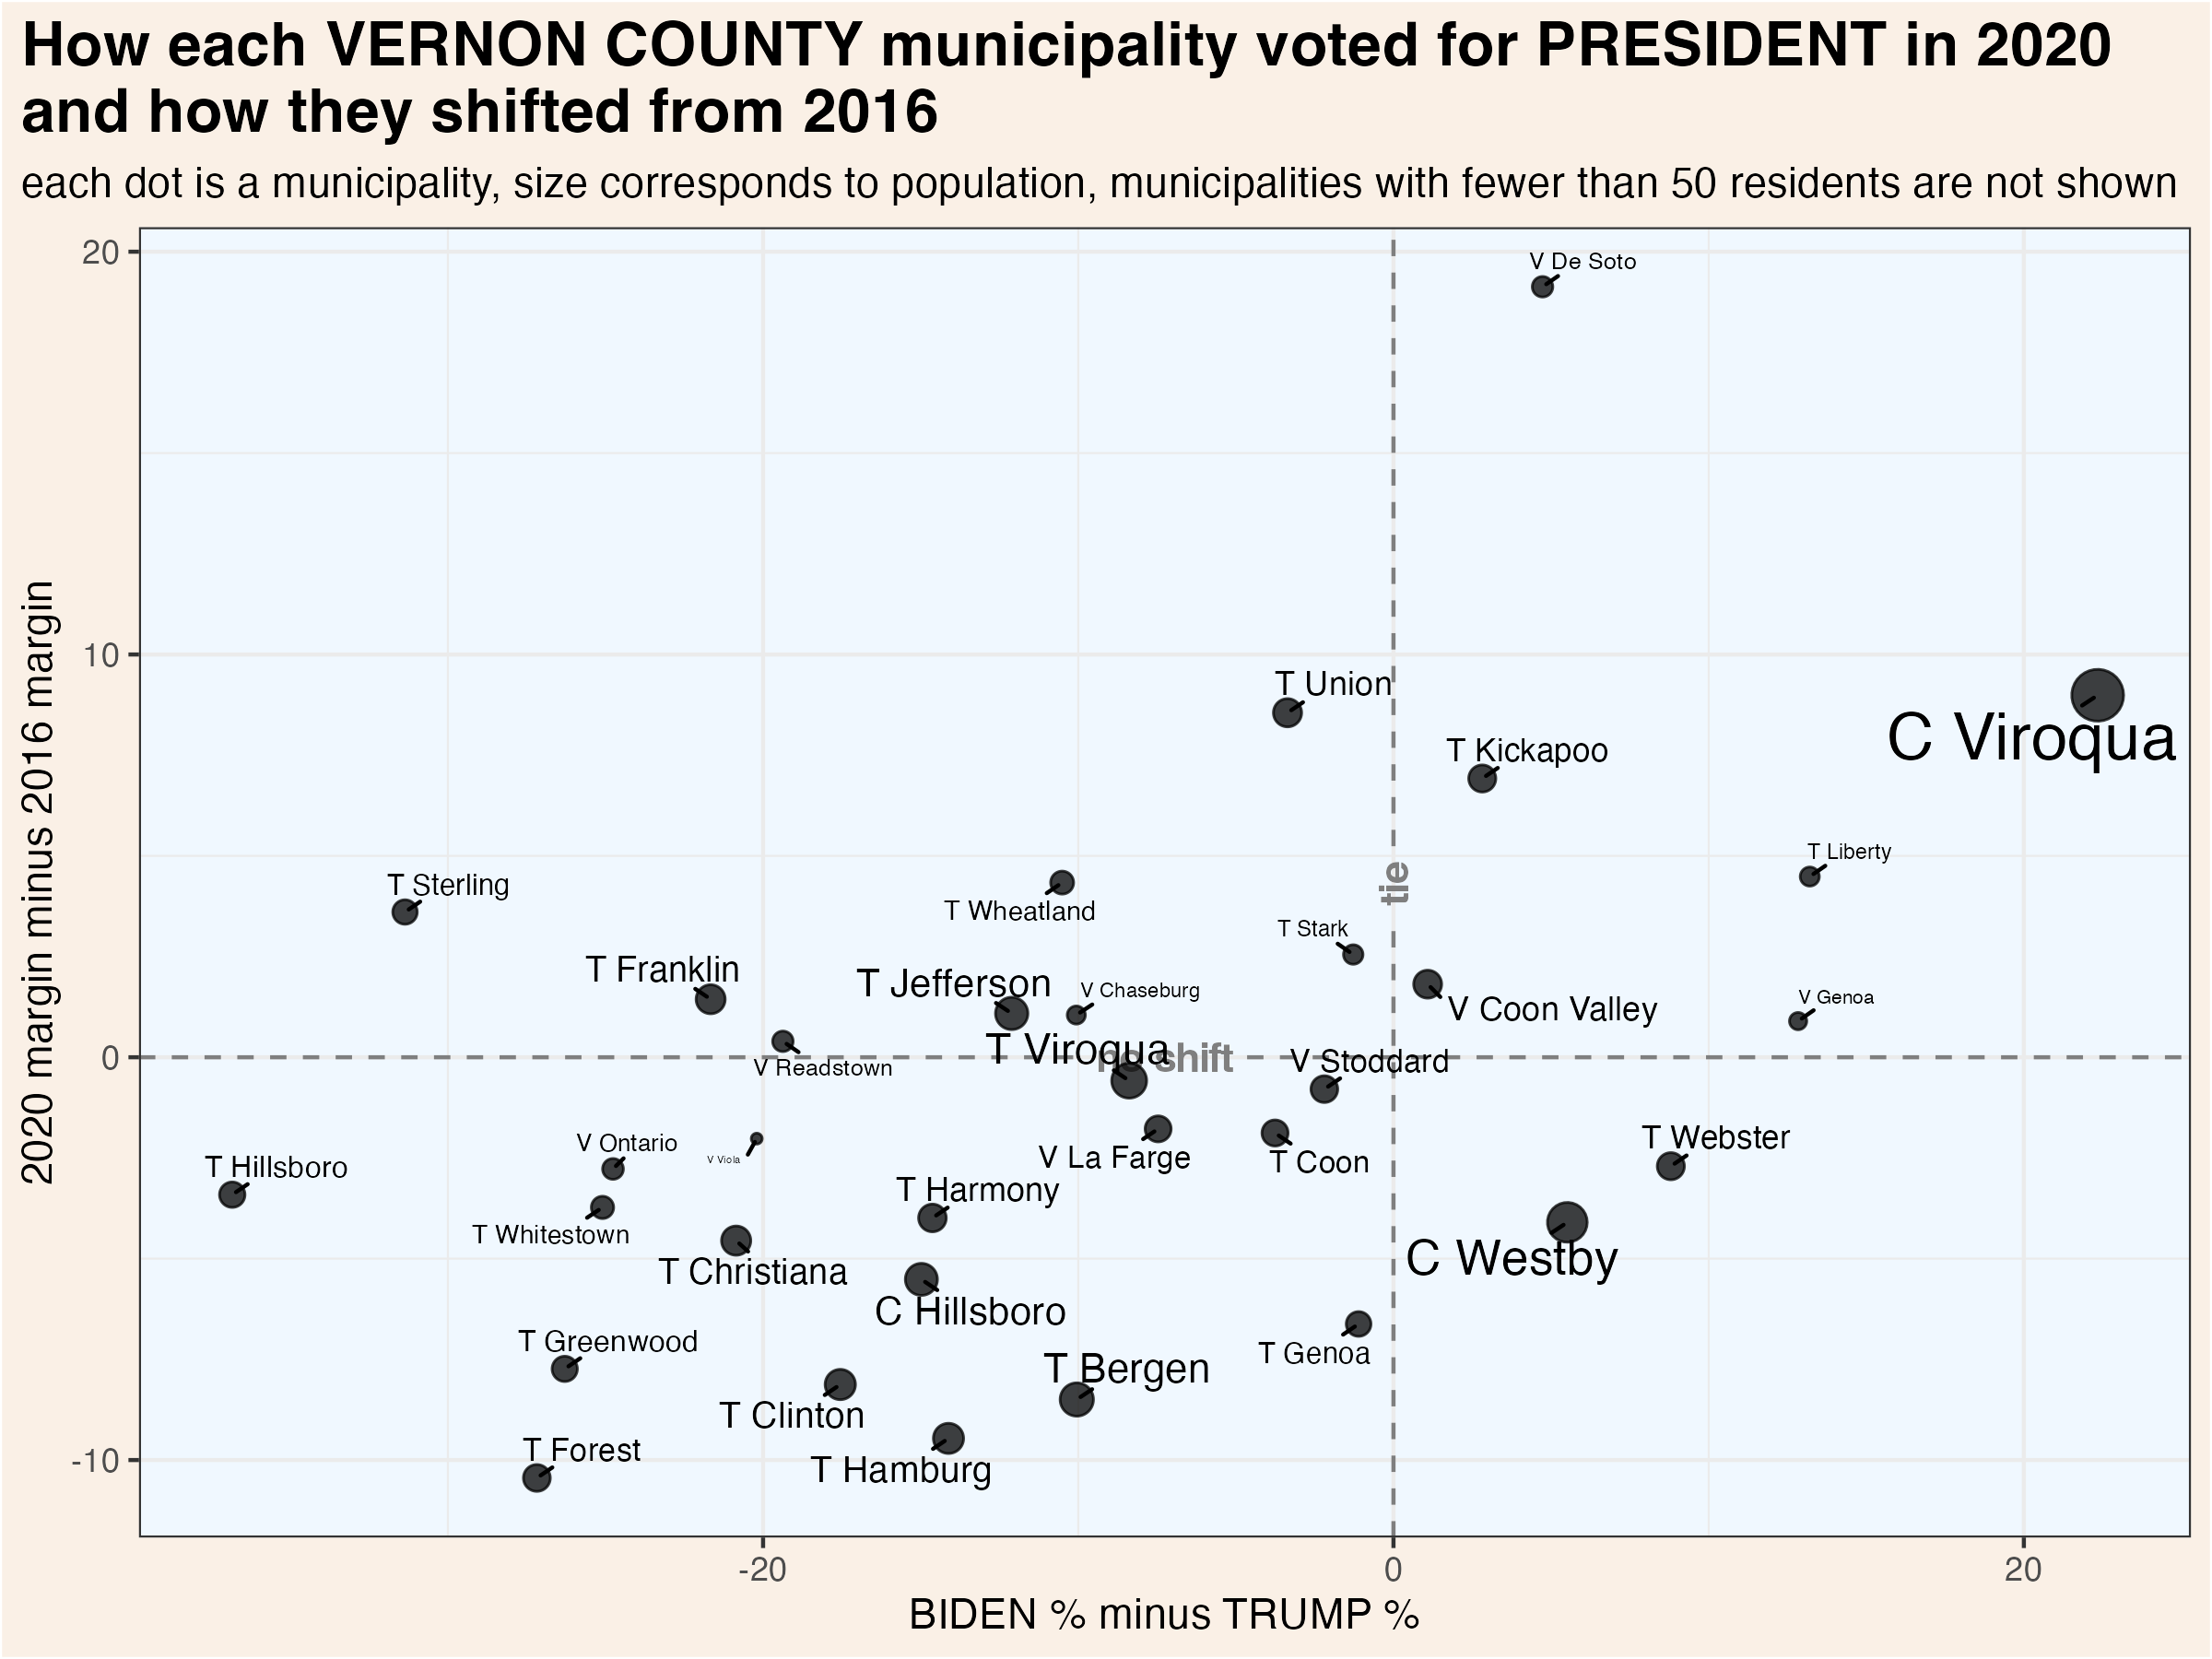 How each VERNON COUNTY municipality voted for PRESIDENT in 2020
and how they shifted from 2016
each dot is a municipality, size corresponds to population, municipalities with fewer than 50 residents are not shown
20
V De Soto
10
T Union
C Viroqua
T Kickapoo
T Liberty
tie
T Sterling
T Wheatland
T Stark
T Franklin
T Jefferson
V Chaseburg
V Genoa
V Coon Valley
T Viroqua
no shift
V Stoddard
0
V Readstown
V Ontario
V Viola
V La Farge
T Coon
T Webster
T Hillsboro
T Harmony
T Whitestown
T Christiana
C Westby
C Hillsboro
T Greenwood
T Genoa
T Bergen
T Clinton
T Forest
T Hamburg
-10
-20
0
20
BIDEN % minus TRUMP %
2020 margin minus 2016 margin